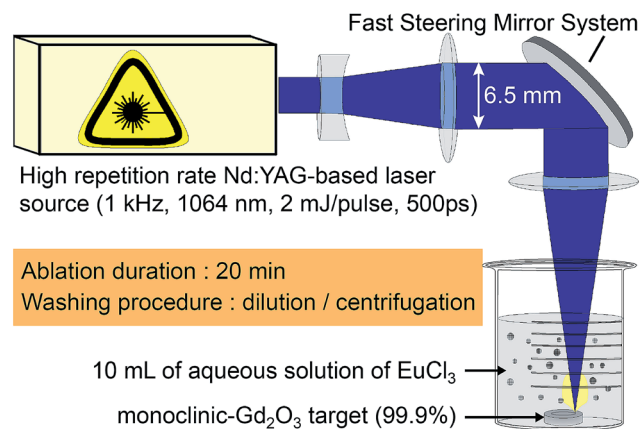 Fast Steering Mirror System
6.5 mm
High repetition rate Nd:YAG-based laser
source (1 kHz, 1064 nm, 2 mJ/pulse, 500ps)
Ablation duration : 20 min
Washing procedure : dilution / centrifugation
10 mL of aqueous solution of EuCl₃
monoclinic-Gd₂O₃ target (99.9%)